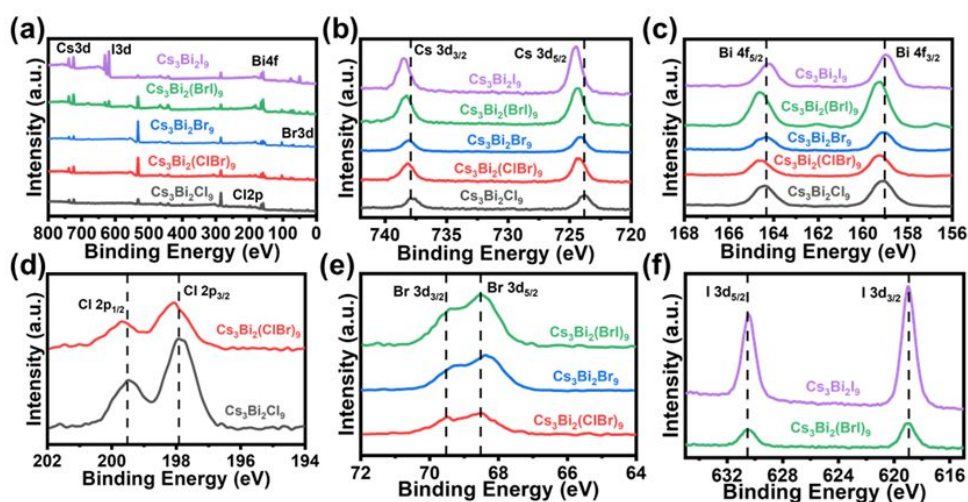 (a)
Cs3d
I3d
Cs₃Bi₂I₉
Bi4f
Cs₃Bi₂(BrI)₉
Cs₃Bi₂Br₉
Br3d
Cs₃Bi₂(ClBr)₉
Cs₃Bi₂Cl₉
Cl2p
Intensity (a.u.)
800 700 600 500 400 300 200 100 0
Binding Energy (eV)
(b)
Cs 3d₃/₂
Cs 3d₅/₂
Cs₃Bi₂I₉
Cs₃Bi₂(BrI)₉
Cs₃Bi₂Br₉
Cs₃Bi₂(ClBr)₉
Cs₃Bi₂Cl₉
Intensity (a.u.)
740 735 730 725 720
Binding Energy (eV)
(c)
Bi 4f₅/₂
Bi 4f₃/₂
Cs₃Bi₂I₉
Cs₃Bi₂(BrI)₉
Cs₃Bi₂Br₉
Cs₃Bi₂(ClBr)₉
Cs₃Bi₂Cl₉
Intensity (a.u.)
168 166 164 162 160 158 156
Binding Energy (eV)
(d)
Cl 2p₁/₂
Cl 2p₃/₂
Cs₃Bi₂(ClBr)₉
Cs₃Bi₂Cl₉
Intensity (a.u.)
202 200 198 196 194
Binding Energy (eV)
(e)
Br 3d₃/₂
Br 3d₅/₂
Cs₃Bi₂(BrI)₉
Cs₃Bi₂Br₉
Cs₃Bi₂(ClBr)₉
Intensity (a.u.)
72 70 68 66 64
Binding Energy (eV)
(f)
I 3d₅/₂
I 3d₃/₂
Cs₃Bi₂I₉
Cs₃Bi₂(BrI)₉
Intensity (a.u.)
630 628 619 616
Binding Energy (eV)